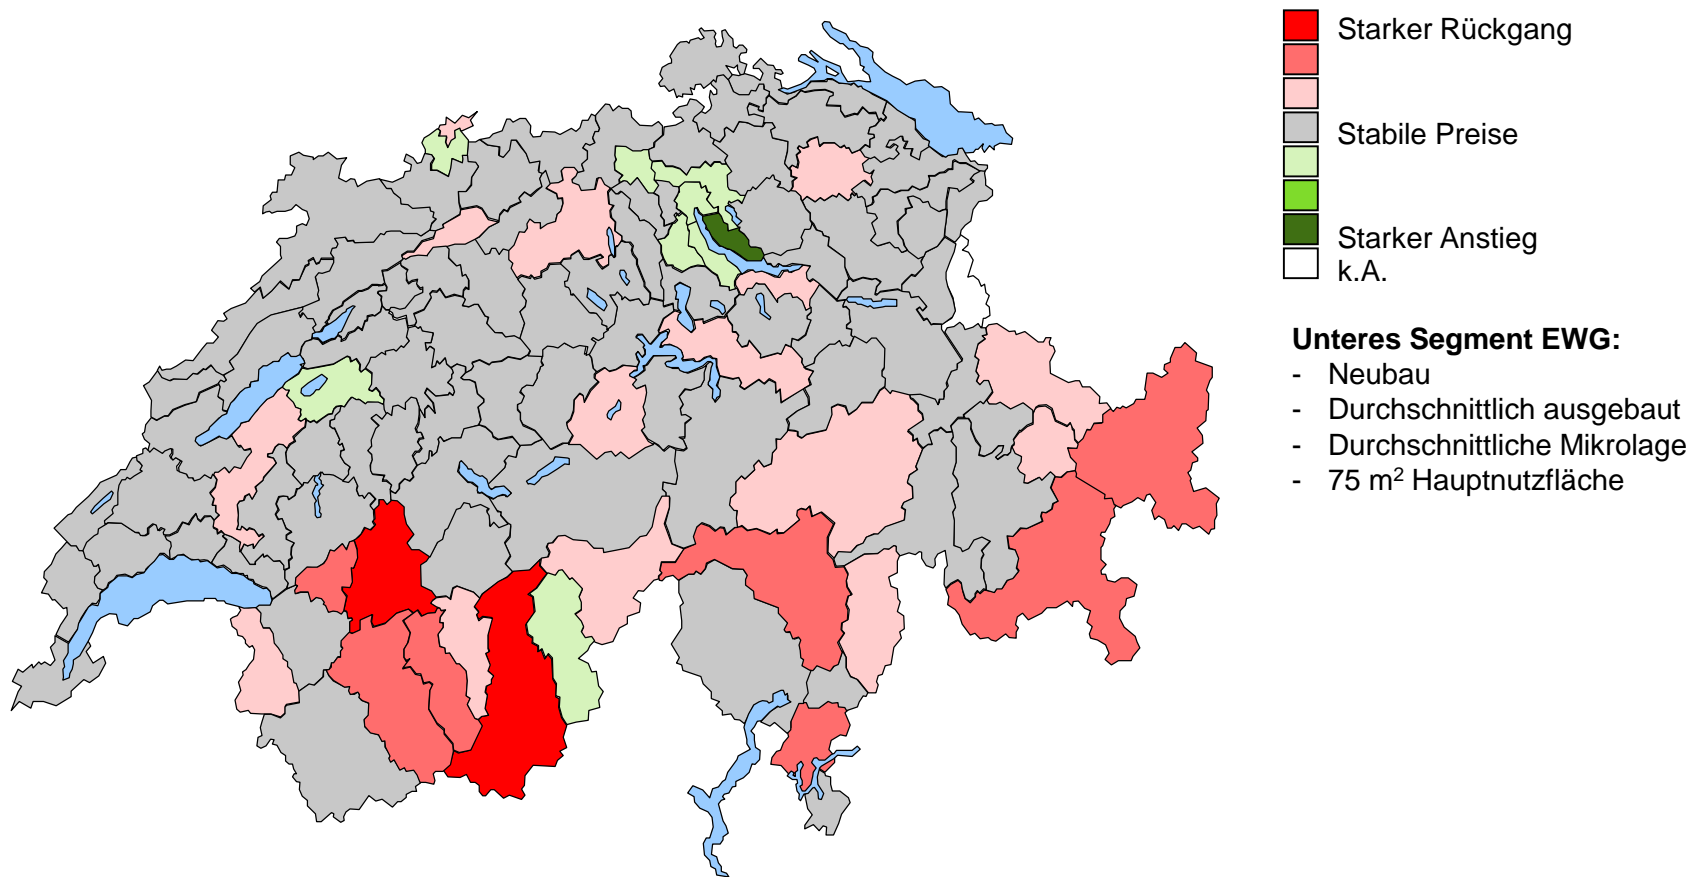 Starker Rückgang
Stabile Preise
Starker Anstieg
k.A.
Unteres Segment EWG:
- Neubau
- Durchschnittlich ausgebaut
- Durchschnittliche Mikrolage
- 75 m² Hauptnutzfläche